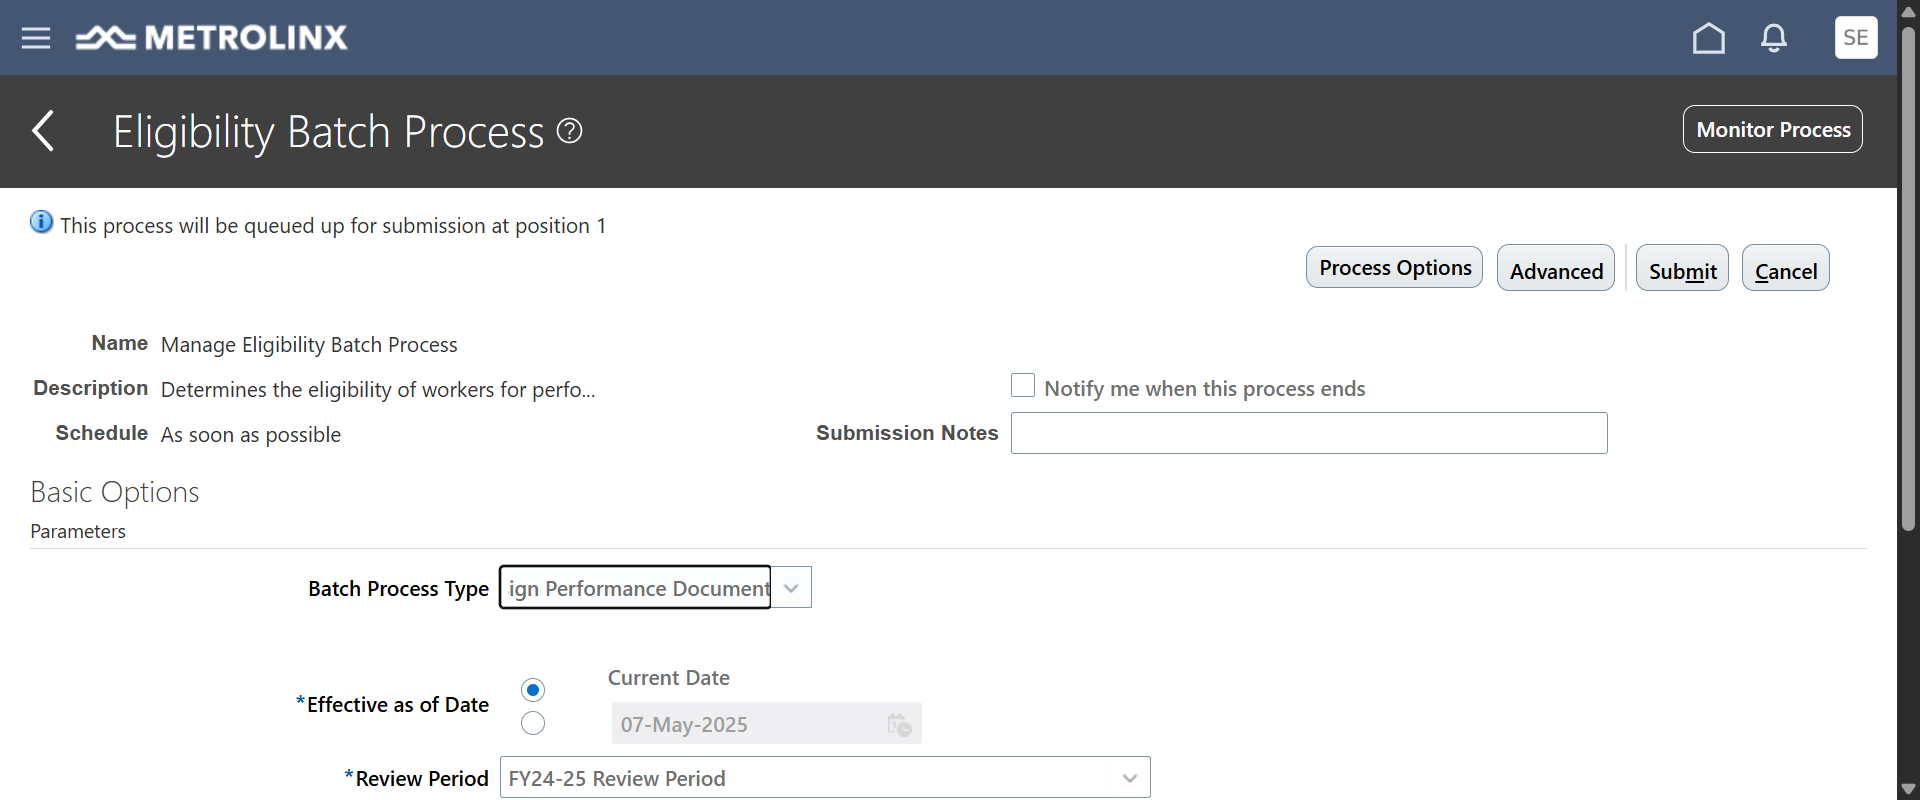 METROLINX
SE
Eligibility Batch Process ?
Monitor Process
This process will be queued up for submission at position 1
Process Options
Advanced
Submit
Cancel
Name Manage Eligibility Batch Process
Description Determines the eligibility of workers for perfo...
Notify me when this process ends
Schedule As soon as possible
Submission Notes
Basic Options
Parameters
Batch Process Type ign Performance Document
Current Date
*Effective as of Date
07-May-2025
*Review Period FY24-25 Review Period